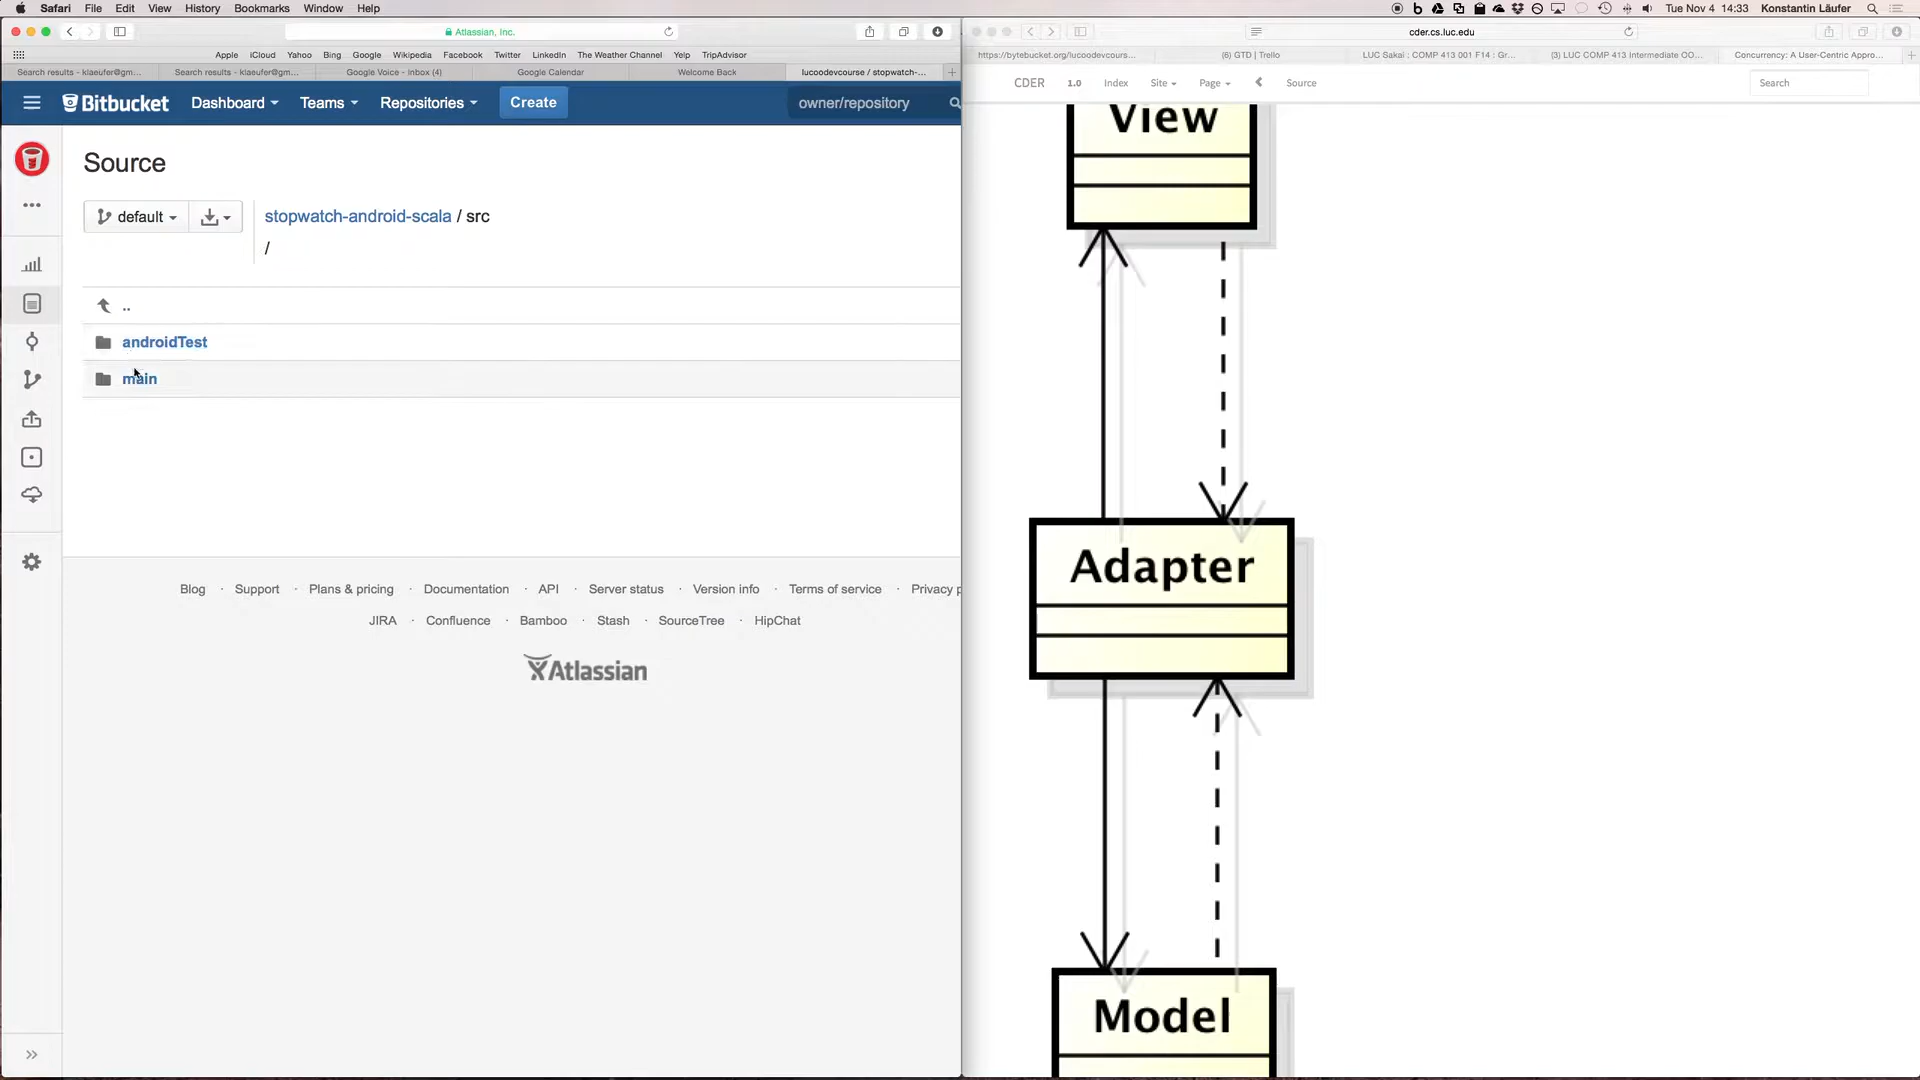 Safari File Edit View History Bookmarks Window Help
Tue Nov 4 14:33 Konstantin Läufer
Atlassian, Inc.
Apple iCloud Yahoo Bing Google Wikipedia Facebook Twitter LinkedIn The Weather Channel Yelp TripAdvisor
Search results - klaeufer@gm... Search results - klaeufer@gm... Google Voice - Inbox (4) Google Calendar Welcome Back lucoodevcourse / stopwatch-...
Bitbucket Dashboard Teams Repositories Create owner/repository
Source
default stopwatch-android-scala / src
/
..
androidTest
main
Blog · Support · Plans & pricing · Documentation · API · Server status · Version info · Terms of service · Privacy p
JIRA · Confluence · Bamboo · Stash · SourceTree · HipChat
Atlassian
cder.cs.luc.edu
https://bytebucket.org/lucoodevcours... (6) GTD | Trello LUC Sakai : COMP 413 001 F14 : Gr... (3) LUC COMP 413 Intermediate OO... Concurrency: A User-Centric Appro...
CDER 1.0 Index Site Page Source Search
View
Adapter
Model